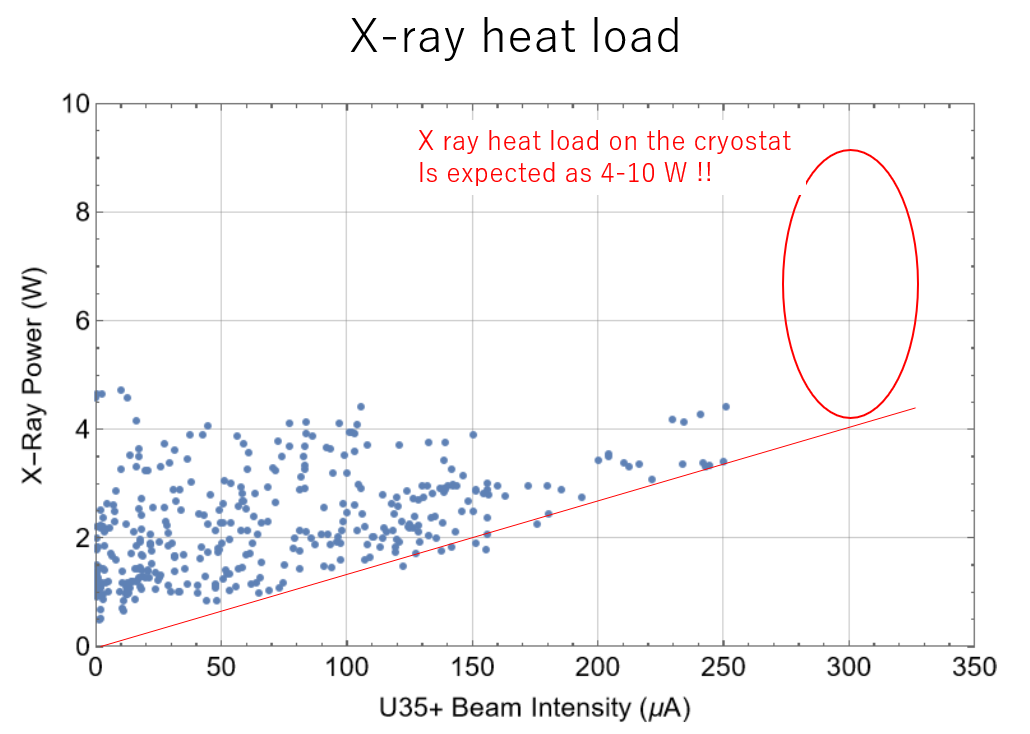 X-ray heat load
X ray heat load on the cryostat
Is expected as 4-10 W !!
10
8
6
4
2
0
X-Ray Power (W)
0 50 100 150 200 250 300 350
U35+ Beam Intensity (μA)